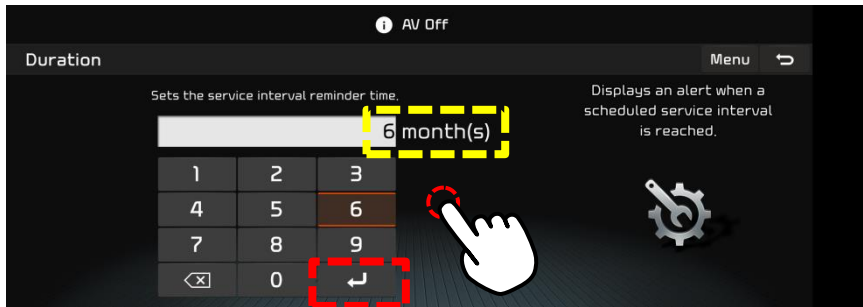 AV Off
Duration
Menu
Sets the service interval reminder time.
6 month(s)
1 2 3
4 5 6
7 8 9
0
Displays an alert when a
scheduled service interval
is reached.